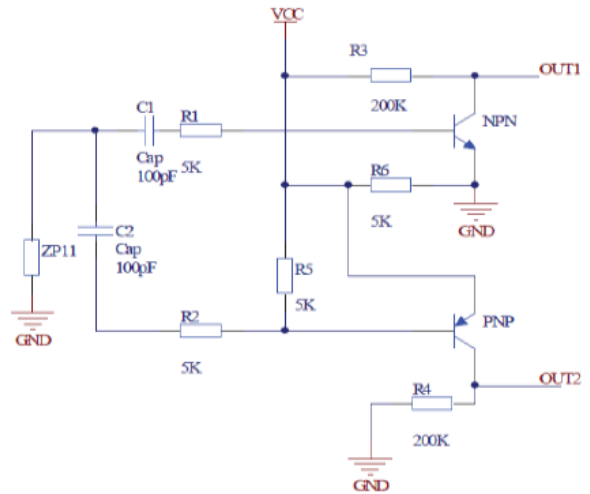 VCC
R3
OUT1
200K
C1
R1
NPN
Cap
100pF
5K
R6
5K
GND
C2
Cap
100pF
ZP11
R5
5K
GND
R2
5K
PNP
OUT2
R4
200K
GND